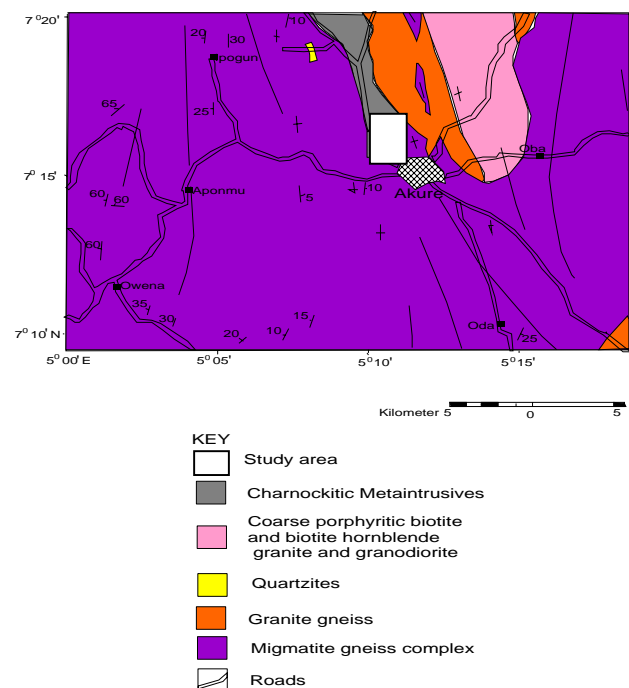 7° 20'
20
30
10
Ipogun
65
25
Oba
7° 15'
60
60
Aponmu
5
10
Akure
60
Owena
35
30
15
20
10
Oda
25
7° 10' N
5° 00' E
5° 05'
5° 10'
5° 15'
Kilometer 5 0 5
KEY
Study area
Charnockitic Metaintrusives
Coarse porphyritic biotite
and biotite hornblende
granite and granodiorite
Quartzites
Granite gneiss
Migmatite gneiss complex
Roads